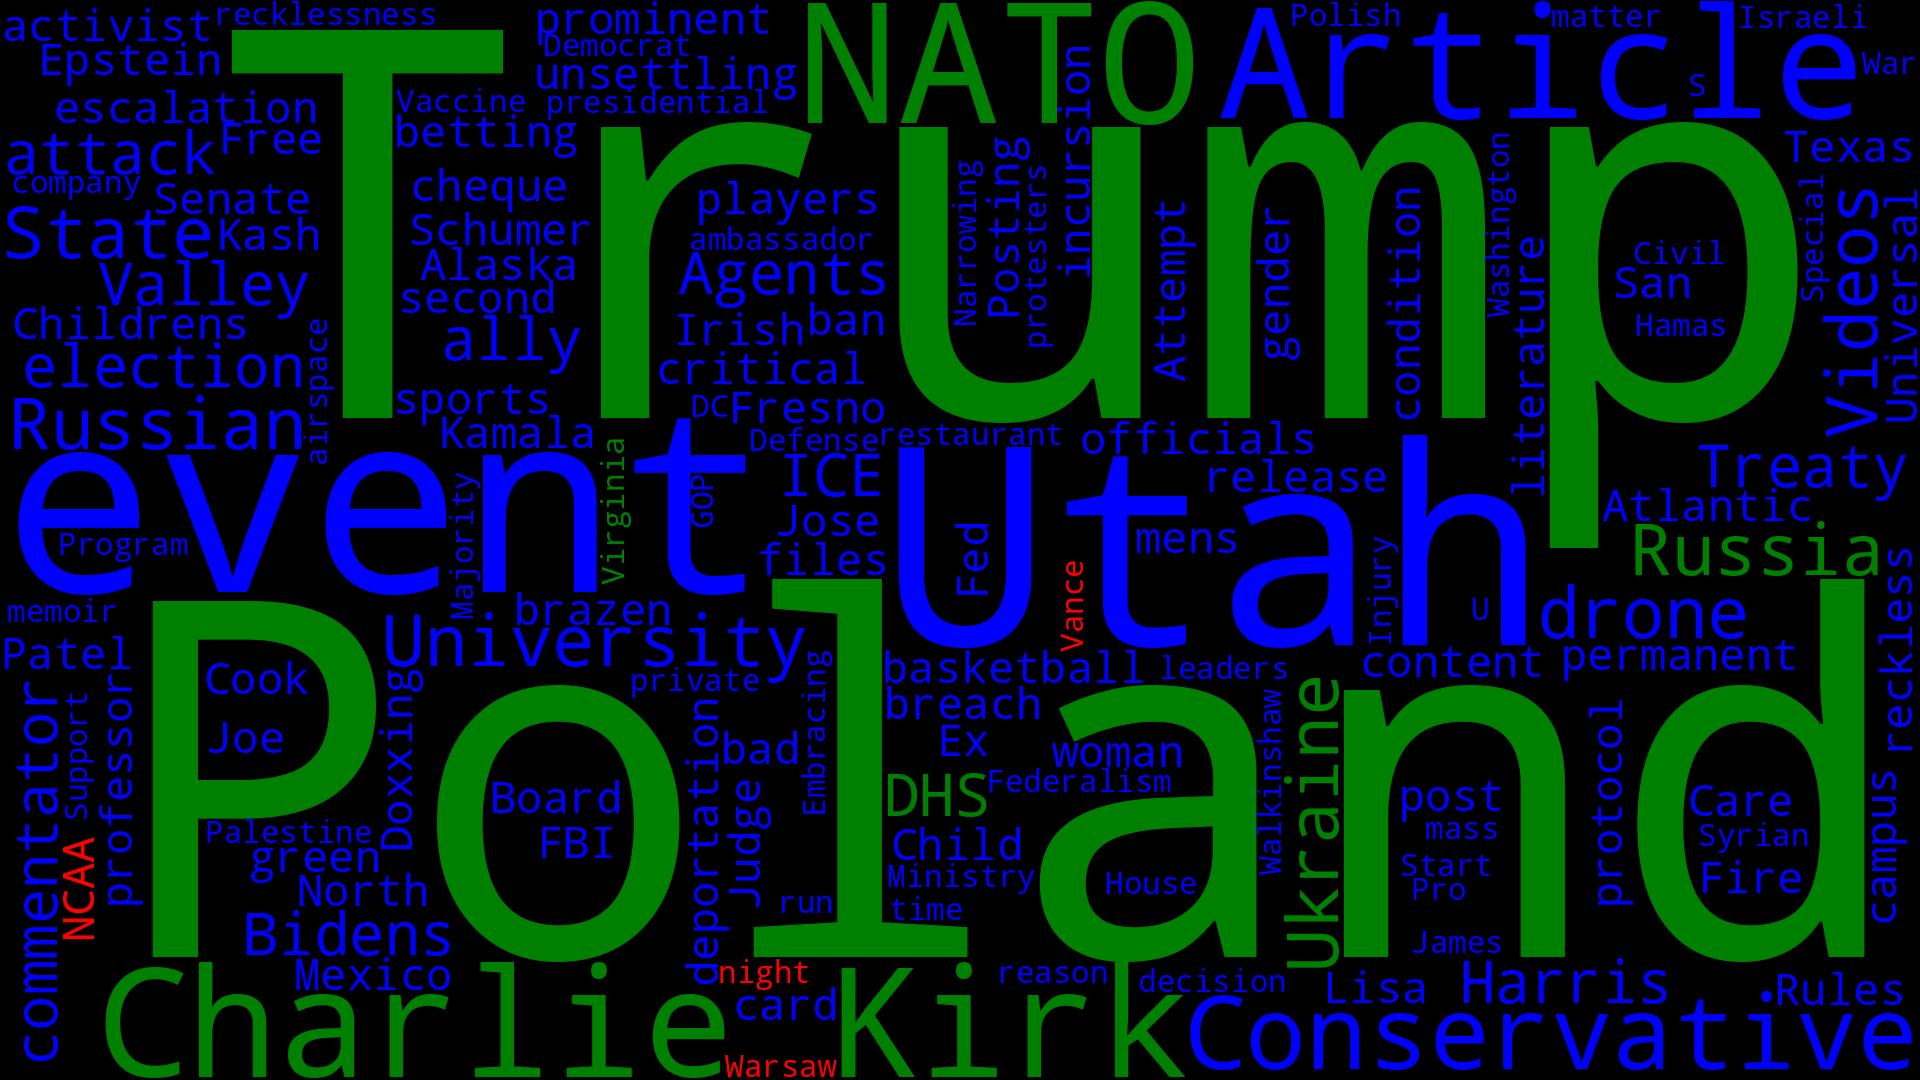 activist
recklessness
prominent
NATO
Article
Polish
matter
Israeli
Epstein
Trump
Democrat
unsettling
incursion
S
War
escalation
Vaccine
presidential
attack
Free
betting
Texas
company
Senate
cheque
players
Narrowing
Posting
protesters
Attempt
gender
condition
Washington
literature
Special
Videos
Universal
State
Kash
Schumer
ambassador
Civil
San
Hamas
Valley
Alaska
Agents
second
Childrens
airspace
ally
Irish
ban
election
critical
sports
DC
Fresno
Russian
Kamala
Defense
restaurant
officials
event
Virginia
GOP
ICE
Utah
release
Treaty
Majority
Jose
Fed
mens
Atlantic
Program
files
Injury
Russia
memoir
brazen
Vance
U
drone
reckless
Patel
Poland
University
basketball
leaders
content
permanent
commentator
Support
professor
Cook
Doxxing
private
Embracing
breach
Walkinshaw
Ukraine
protocol
campus
Joe
deportation
bad
Ex
woman
Federalism
NCAA
Board
Judge
DHS
post
Care
Palestine
FBI
Child
mass
Syrian
green
Ministry
House
Start
Pro
Fire
North
run
time
Bidens
James
Mexico
night
reason
decision
Lisa
Harris
Rules
Charlie Kirk
card
Conservative
Warsaw